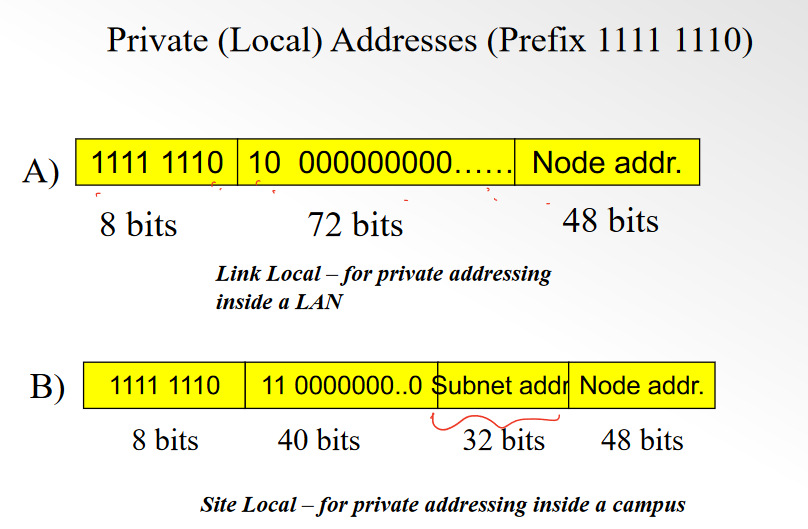 Private (Local) Addresses (Prefix 1111 1110)
A) 1111 1110 10 000000000...... Node addr.
8 bits 72 bits 48 bits
Link Local – for private addressing
inside a LAN
B) 1111 1110 11 0000000..0 Subnet addr Node addr.
8 bits 40 bits 32 bits 48 bits
Site Local – for private addressing inside a campus